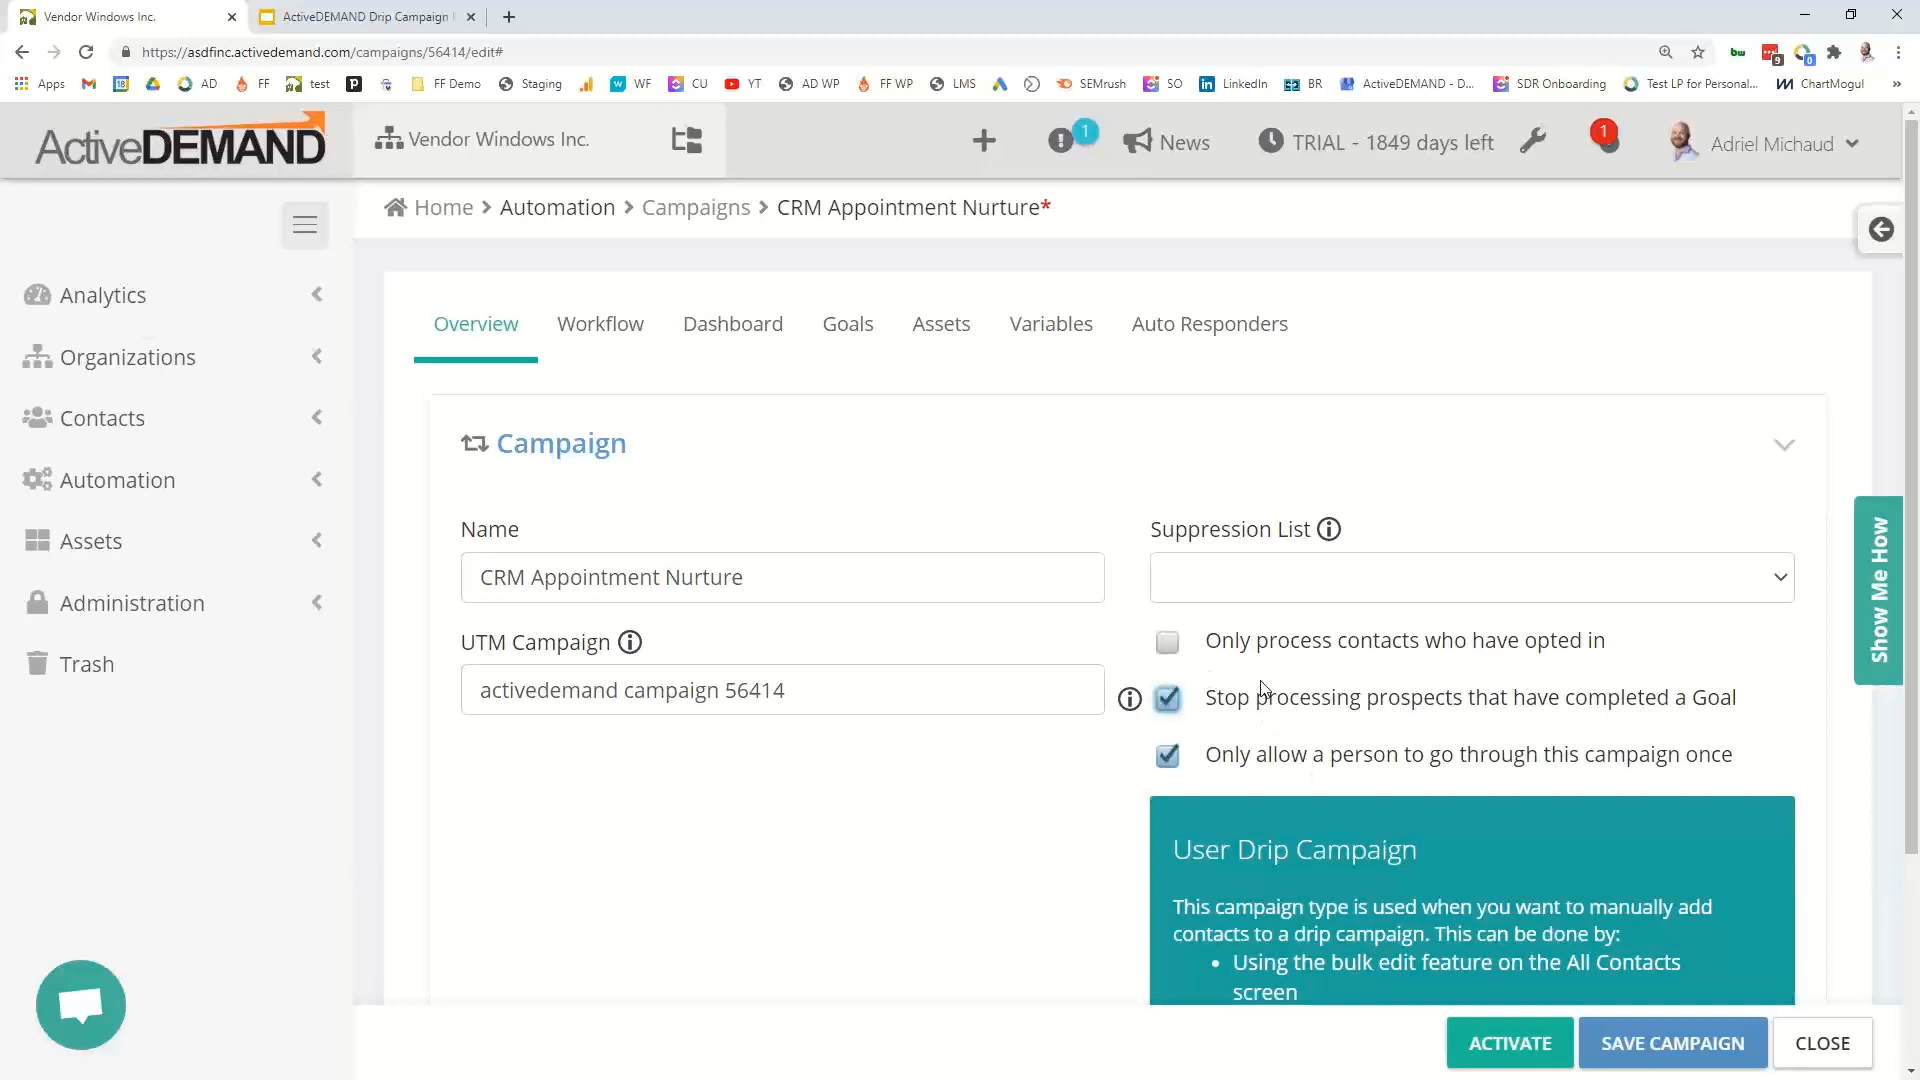 Vendor Windows Inc.
ActiveDEMAND Drip Campaign
https://asdfinc.activedemand.com/campaigns/56414/edit#
bw
9
0
Apps
18
AD
FF
test
P
FF Demo
Staging
WF
CU
YT
AD WP
FF WP
LMS
SEMrush
SO
LinkedIn
BR
ActiveDEMAND - D...
SDR Onboarding
Test LP for Personal...
ChartMogul
»
ActiveDEMAND
Vendor Windows Inc.
1
News
TRIAL - 1849 days left
1
Adriel Michaud
Home > Automation > Campaigns > CRM Appointment Nurture*
Analytics
Organizations
Contacts
Automation
Assets
Administration
Trash
Overview
Workflow
Dashboard
Goals
Assets
Variables
Auto Responders
Campaign
Name
CRM Appointment Nurture
UTM Campaign
activedemand campaign 56414
Suppression List
Only process contacts who have opted in
Stop processing prospects that have completed a Goal
Only allow a person to go through this campaign once
User Drip Campaign
This campaign type is used when you want to manually add
contacts to a drip campaign. This can be done by:
• Using the bulk edit feature on the All Contacts
screen
Show Me How
ACTIVATE
SAVE CAMPAIGN
CLOSE